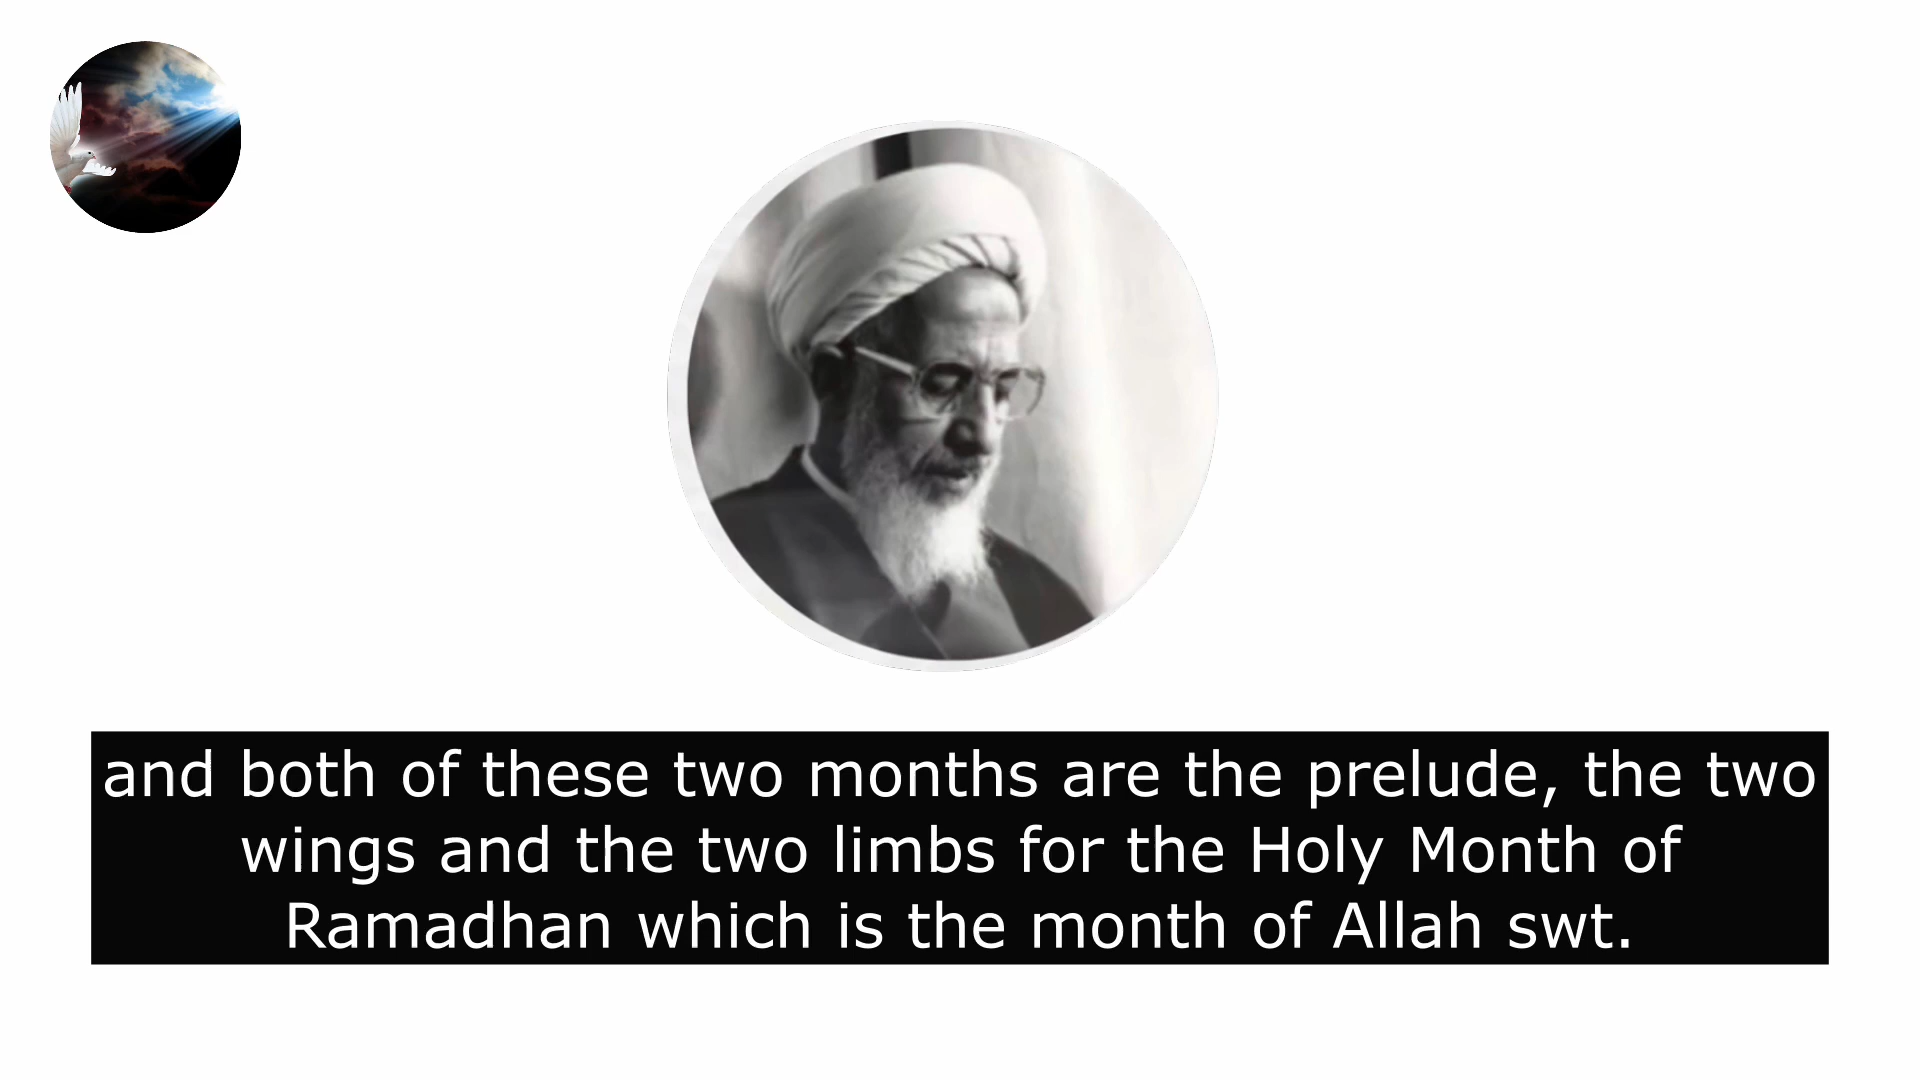 and both of these two months are the prelude, the two
wings and the two limbs for the Holy Month of
Ramadhan which is the month of Allah swt.